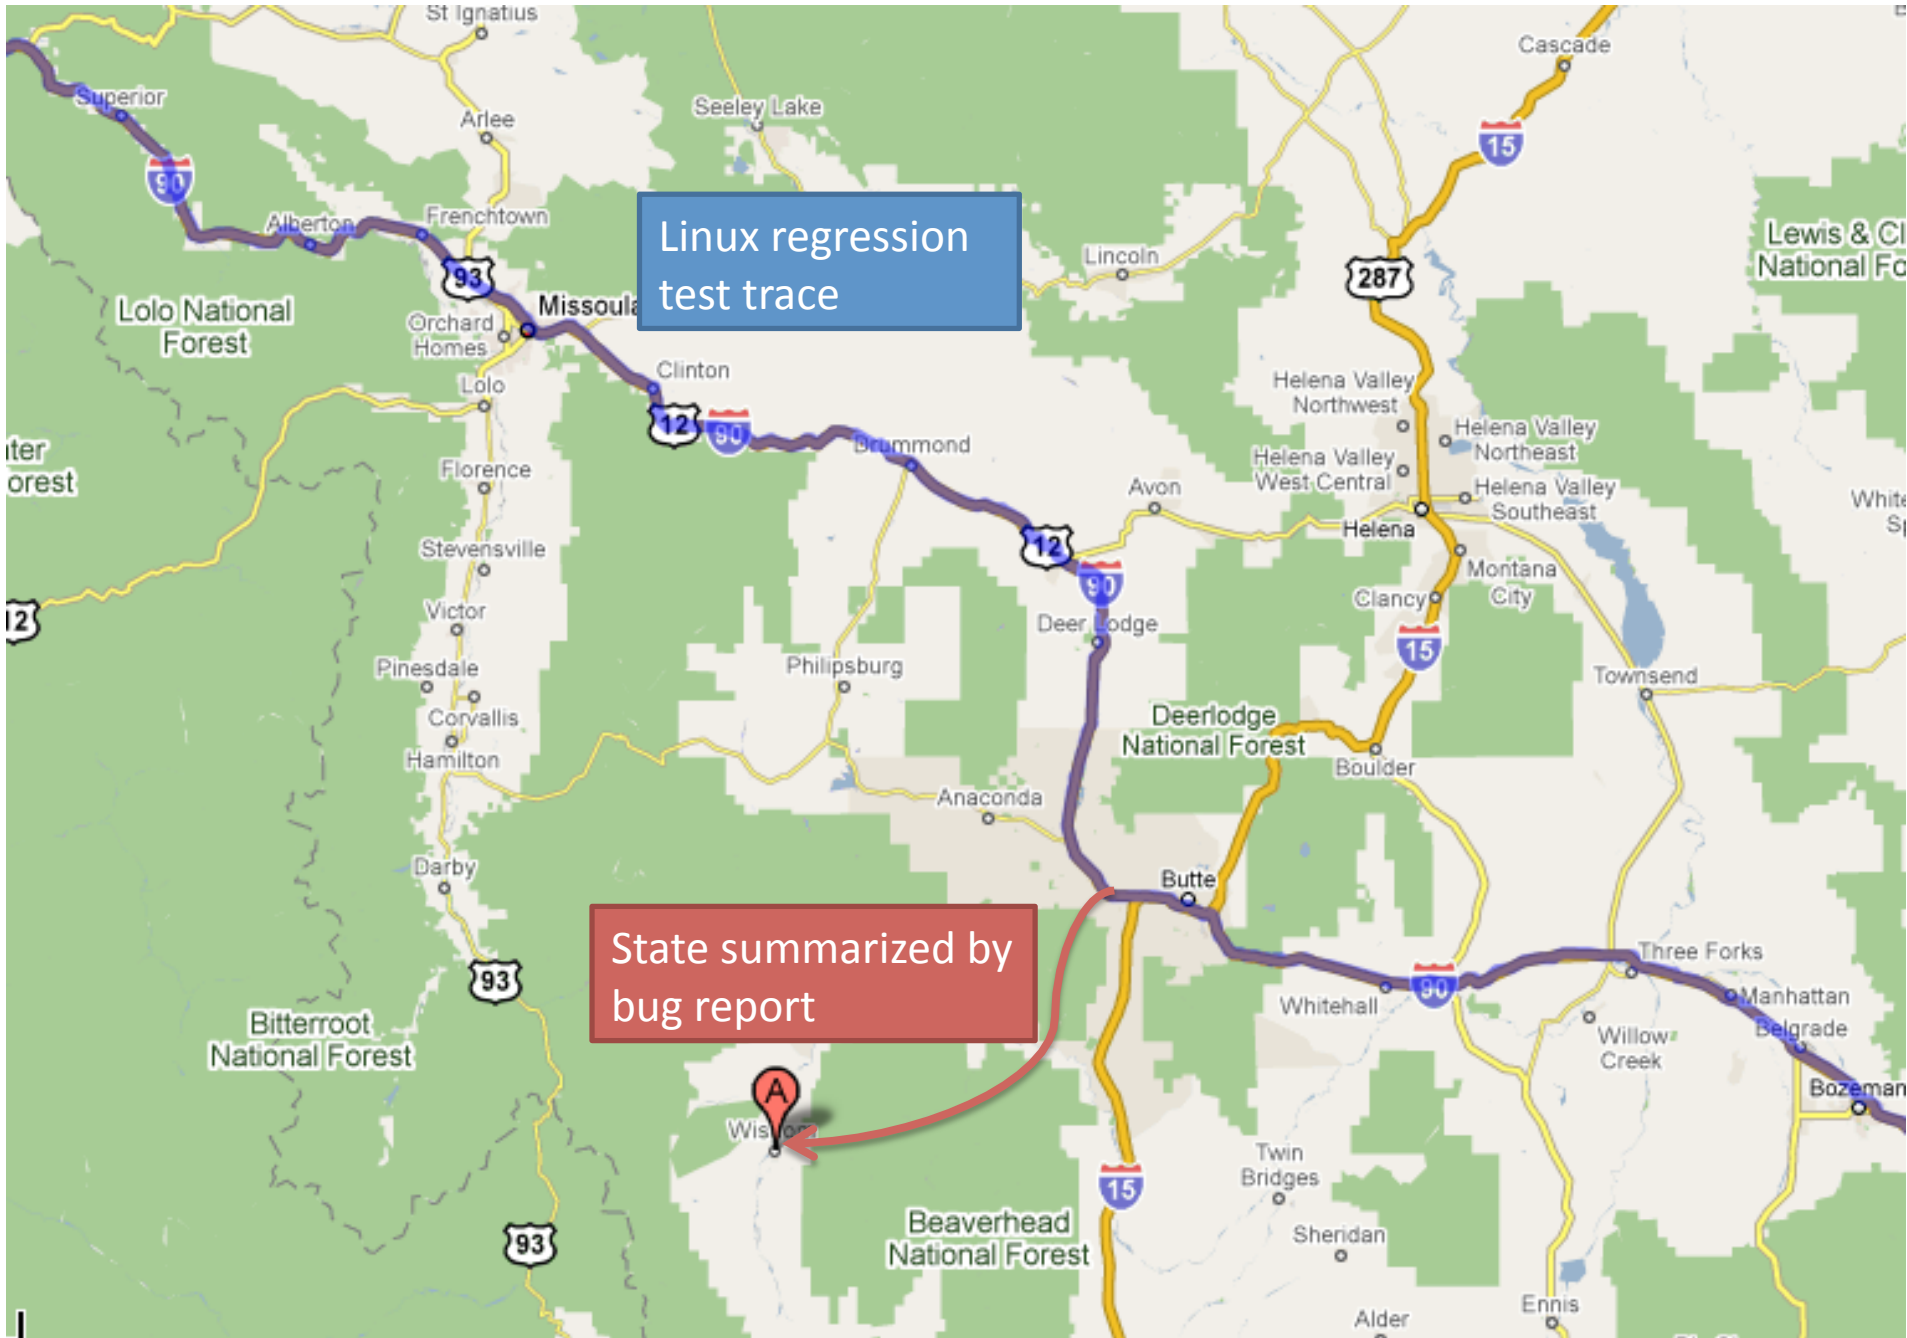 St Ignatius
Cascade
Superior
Seeley Lake
Arlee
15
90
Alberton
Frenchtown
Linux regression
test trace
Lincoln
Lewis & Cl
National Fo
93
287
Lolo National
Forest
Missoula
Orchard
Homes
Clinton
Lolo
Helena Valley
Northwest
12
90
Drummond
Helena Valley
Northeast
ter
orest
Florence
Helena Valley
West Central
Avon
Helena Valley
Southeast
White
Sp
Helena
Stevensville
12
90
Montana
City
Clancy
12
Victor
Deer Lodge
15
Pinesdale
Philipsburg
Townsend
Corvallis
Deerlodge
National Forest
Hamilton
Boulder
Anaconda
Darby
Butte
State summarized by
bug report
Three Forks
93
90
Whitehall
Manhattan
Bitterroot
National Forest
Belgrade
Willow
Creek
A
Bozeman
Wisdom
Twin
Bridges
15
Beaverhead
National Forest
93
Sheridan
Ennis
Alder